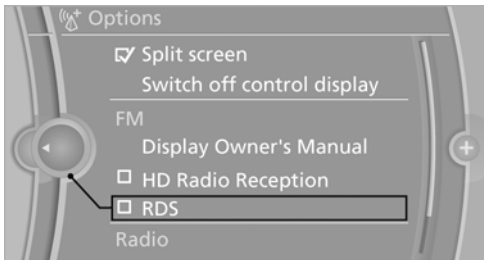 Options
Split screen
Switch off control display
FM
Display Owner's Manual
HD Radio Reception
RDS
Radio